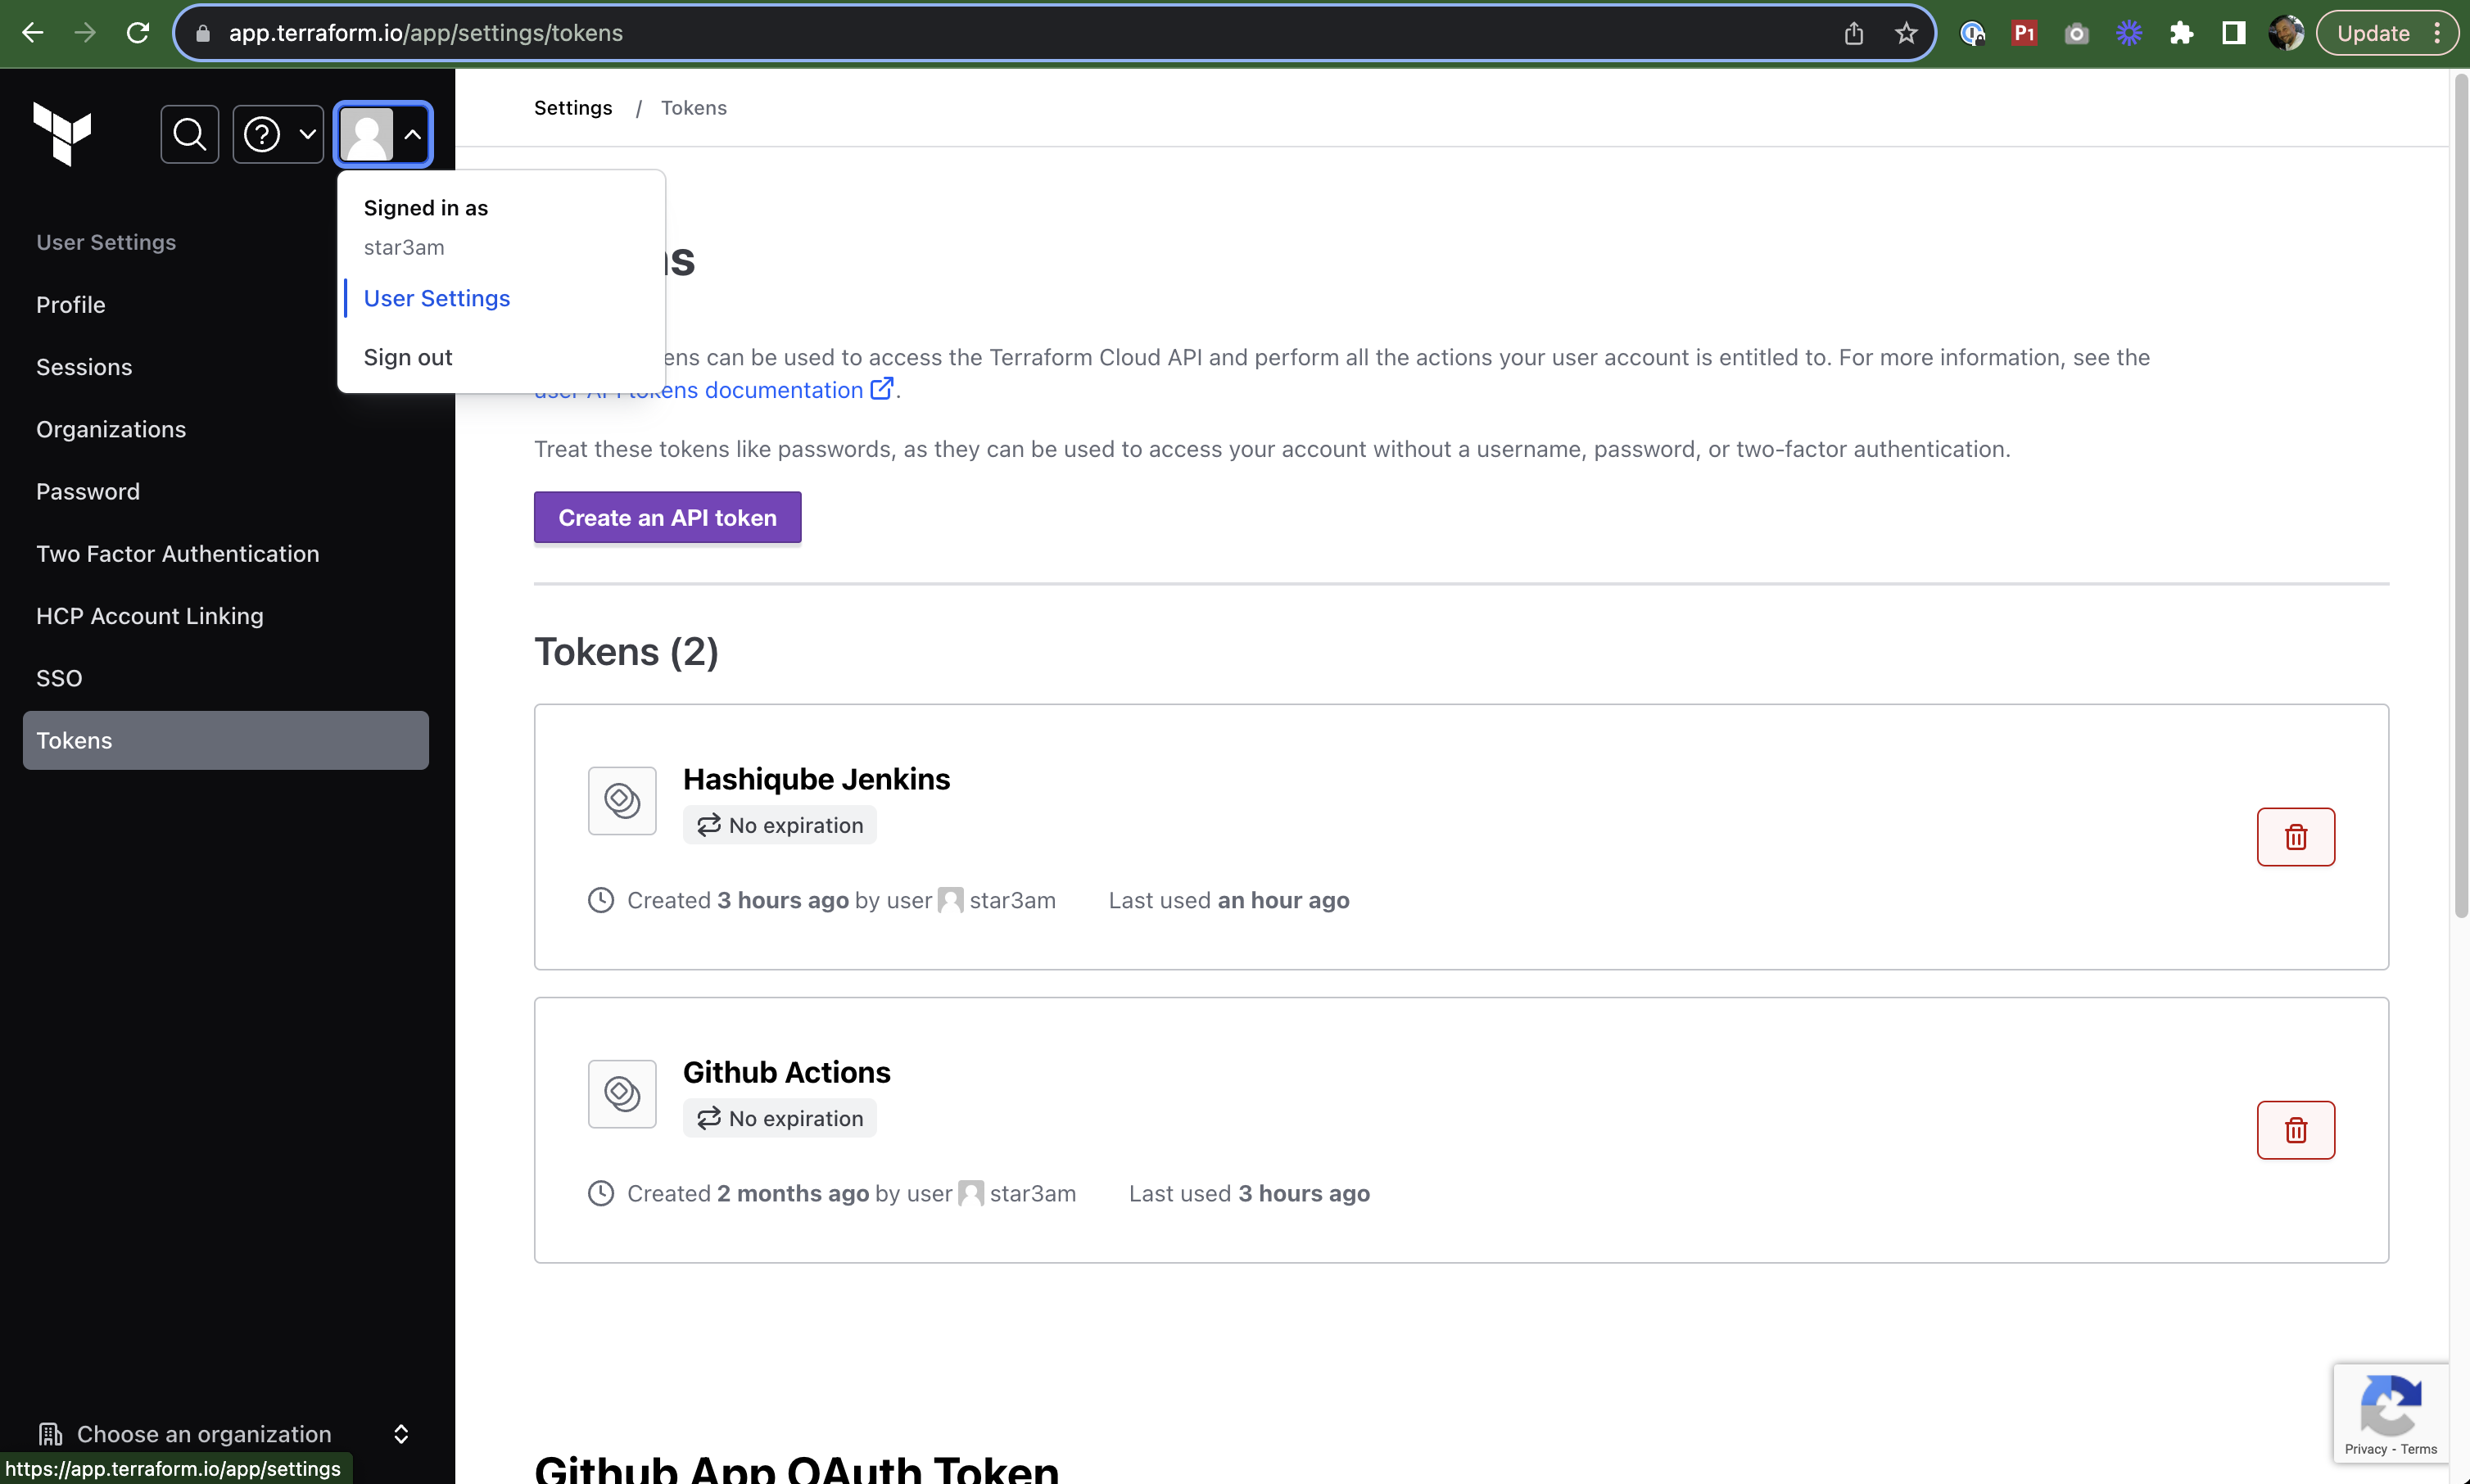 app.terraform.io/app/settings/tokens
P1
Update
Settings / Tokens
Signed in as
star3am
User Settings
Sign out
User Settings
Profile
Sessions
Organizations
Password
Two Factor Authentication
HCP Account Linking
SSO
Tokens
Choose an organization
https://app.terraform.io/app/settings
can be used to access the Terraform Cloud API and perform all the actions your user account is entitled to. For more information, see the
documentation.
Treat these tokens like passwords, as they can be used to access your account without a username, password, or two-factor authentication.
Create an API token
Tokens (2)
Hashiqube Jenkins
No expiration
Created 3 hours ago by user star3am Last used an hour ago
Github Actions
No expiration
Created 2 months ago by user star3am Last used 3 hours ago
Github App OAuth Token
Privacy - Terms